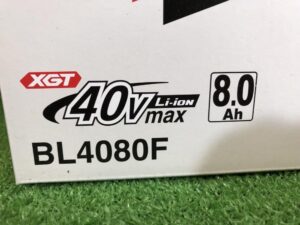 XGT
40V Li-ion max
8.0 Ah
BL4080F